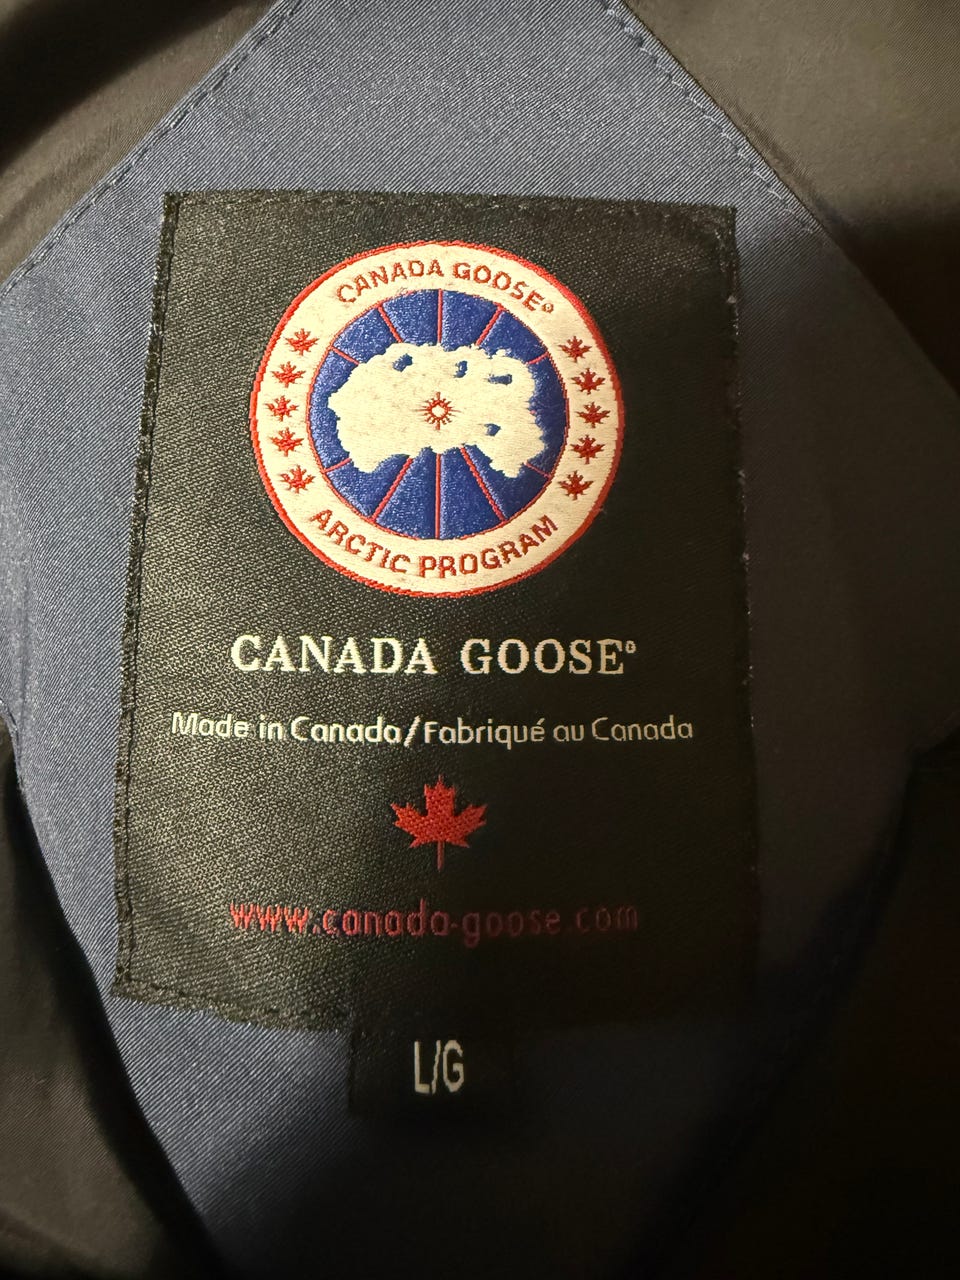 CANADA GOOSE®
ARCTIC PROGRAM
CANADA GOOSE®
Made in Canada/Fabriqué au Canada
www.canada-goose.com
L/G